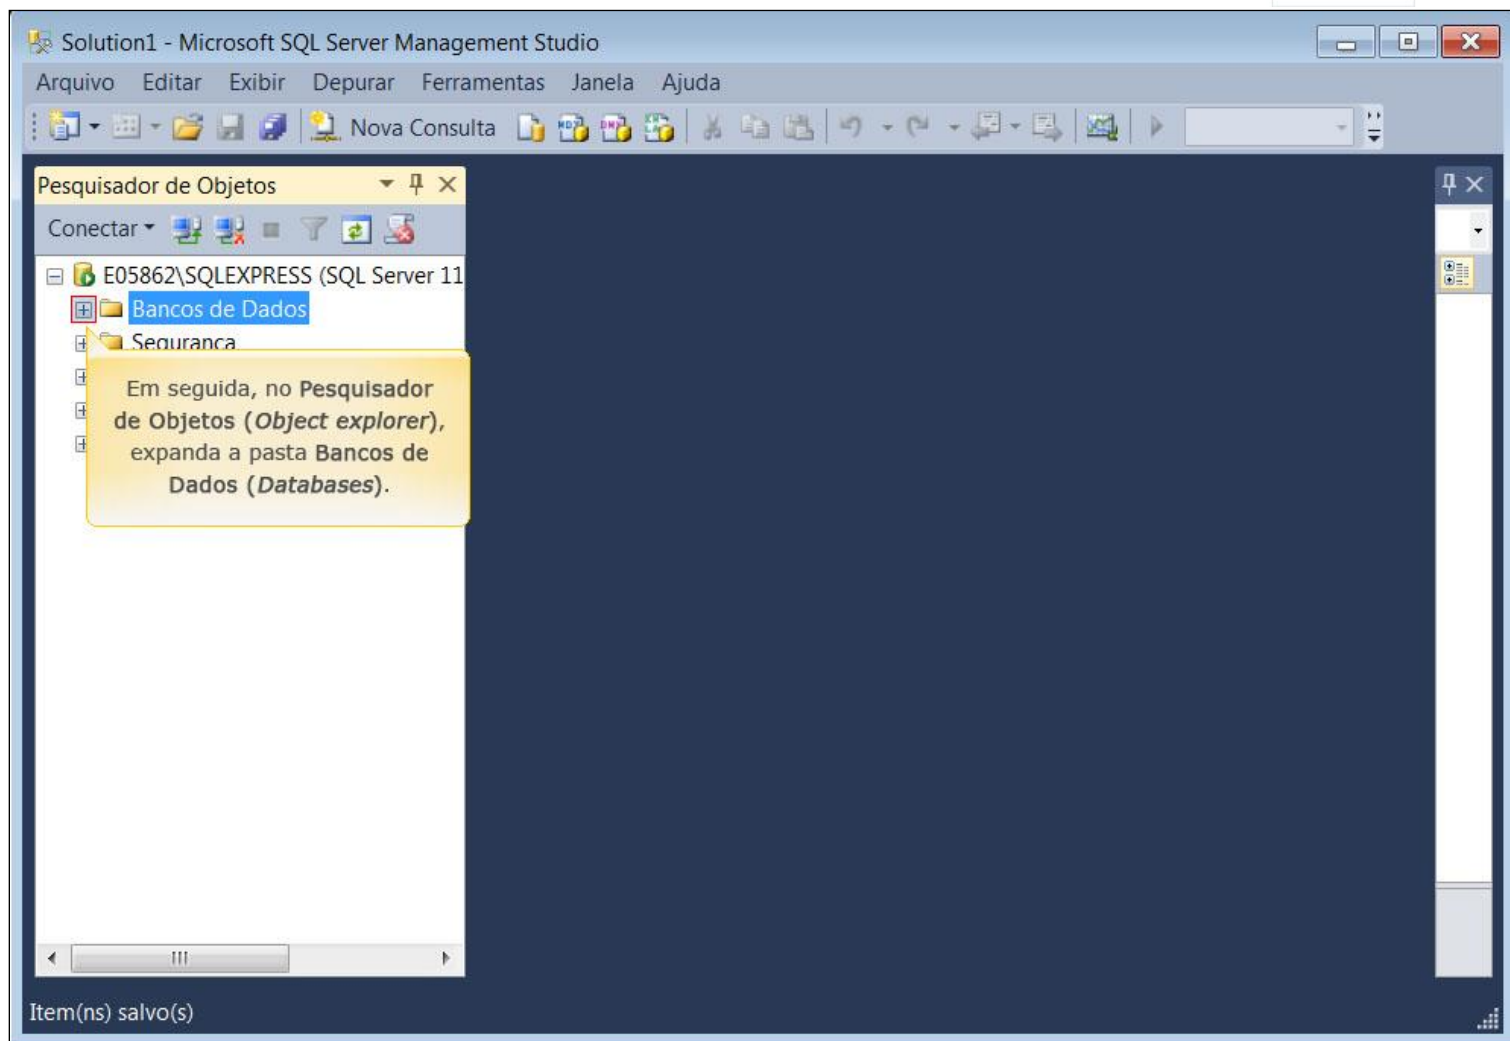 Solution1 - Microsoft SQL Server Management Studio
Arquivo Editar Exibir Depurar Ferramentas Janela Ajuda
Nova Consulta
Pesquisador de Objetos
Conectar
E05862\SQLEXPRESS (SQL Server 11
Bancos de Dados
Segurança
Em seguida, no Pesquisador
de Objetos (Object explorer),
expanda a pasta Bancos de
Dados (Databases).
Item(ns) salvo(s)